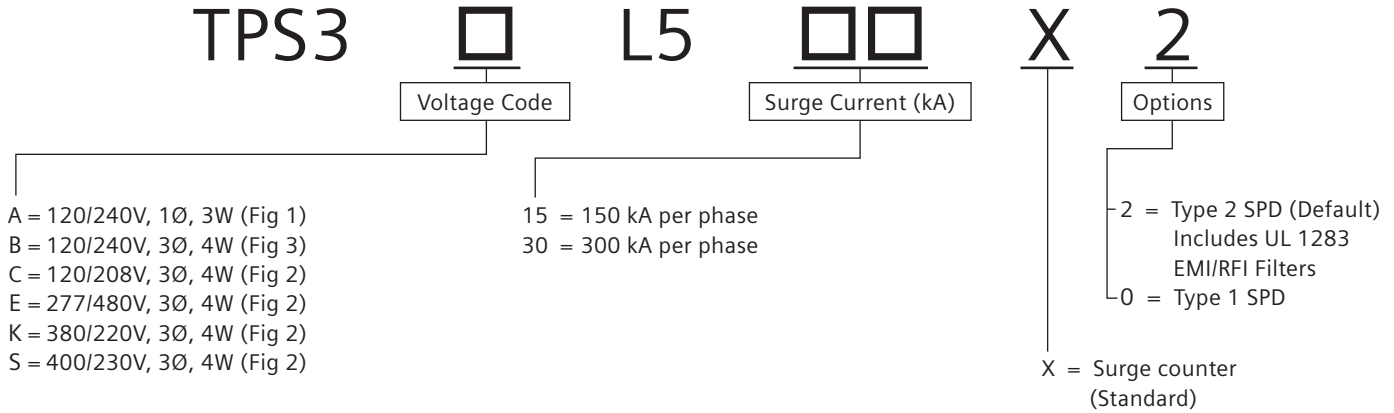 TPS3 □ L5 □□ X 2
Voltage Code
Surge Current (kA)
Options
A = 120/240V, 1Ø, 3W (Fig 1)
B = 120/240V, 3Ø, 4W (Fig 3)
C = 120/208V, 3Ø, 4W (Fig 2)
E = 277/480V, 3Ø, 4W (Fig 2)
K = 380/220V, 3Ø, 4W (Fig 2)
S = 400/230V, 3Ø, 4W (Fig 2)
15 = 150 kA per phase
30 = 300 kA per phase
2 = Type 2 SPD (Default)
Includes UL 1283
EMI/RFI Filters
0 = Type 1 SPD
X = Surge counter
(Standard)